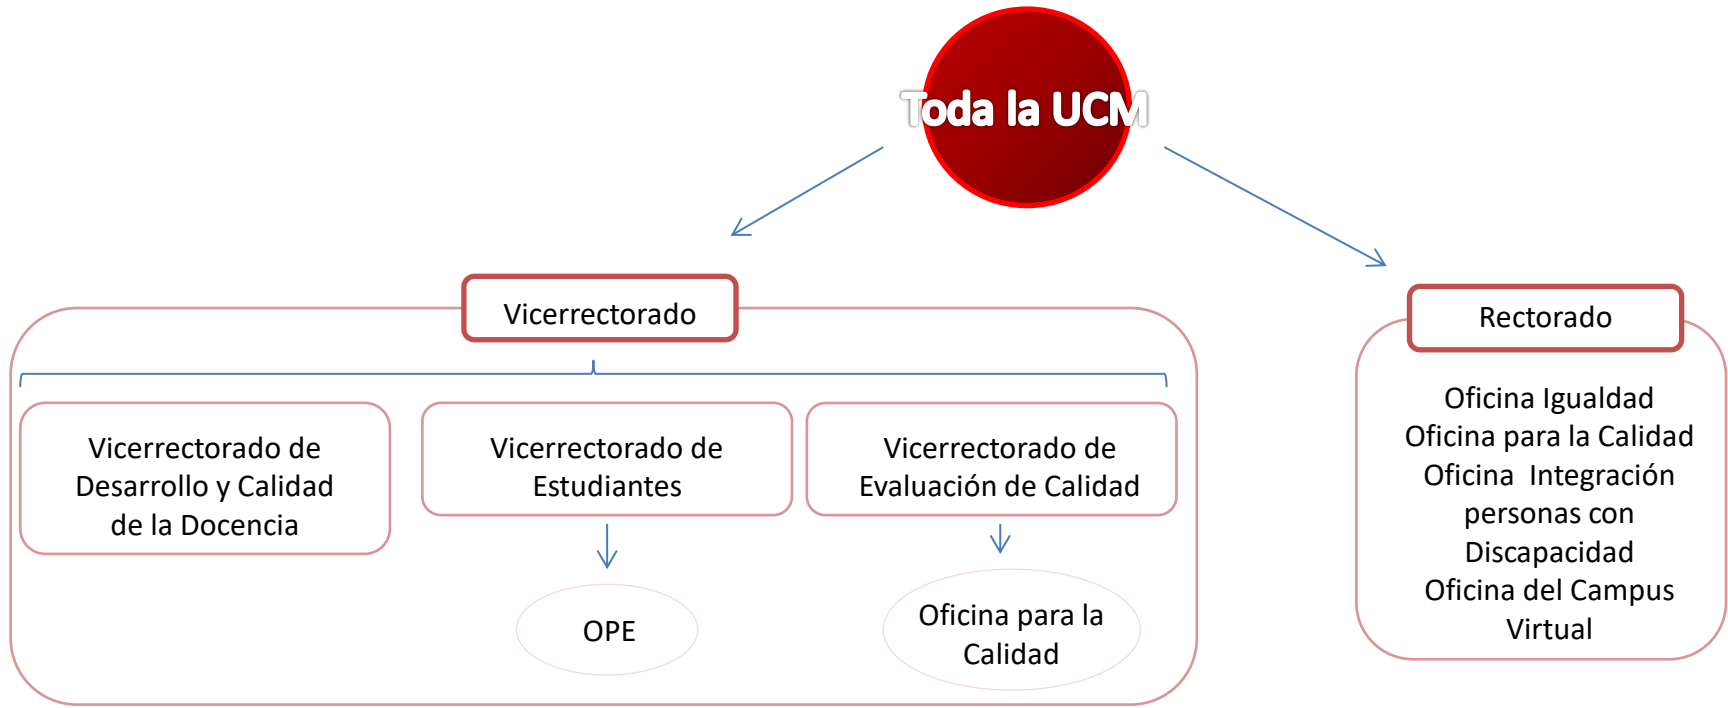 Toda la UCM
Vicerrectorado
Vicerrectorado de
Desarrollo y Calidad
de la Docencia
Vicerrectorado de
Estudiantes
OPE
Vicerrectorado de
Evaluación de Calidad
Oficina para la
Calidad
Rectorado
Oficina Igualdad
Oficina para la Calidad
Oficina  Integración
personas con
Discapacidad
Oficina del Campus
Virtual